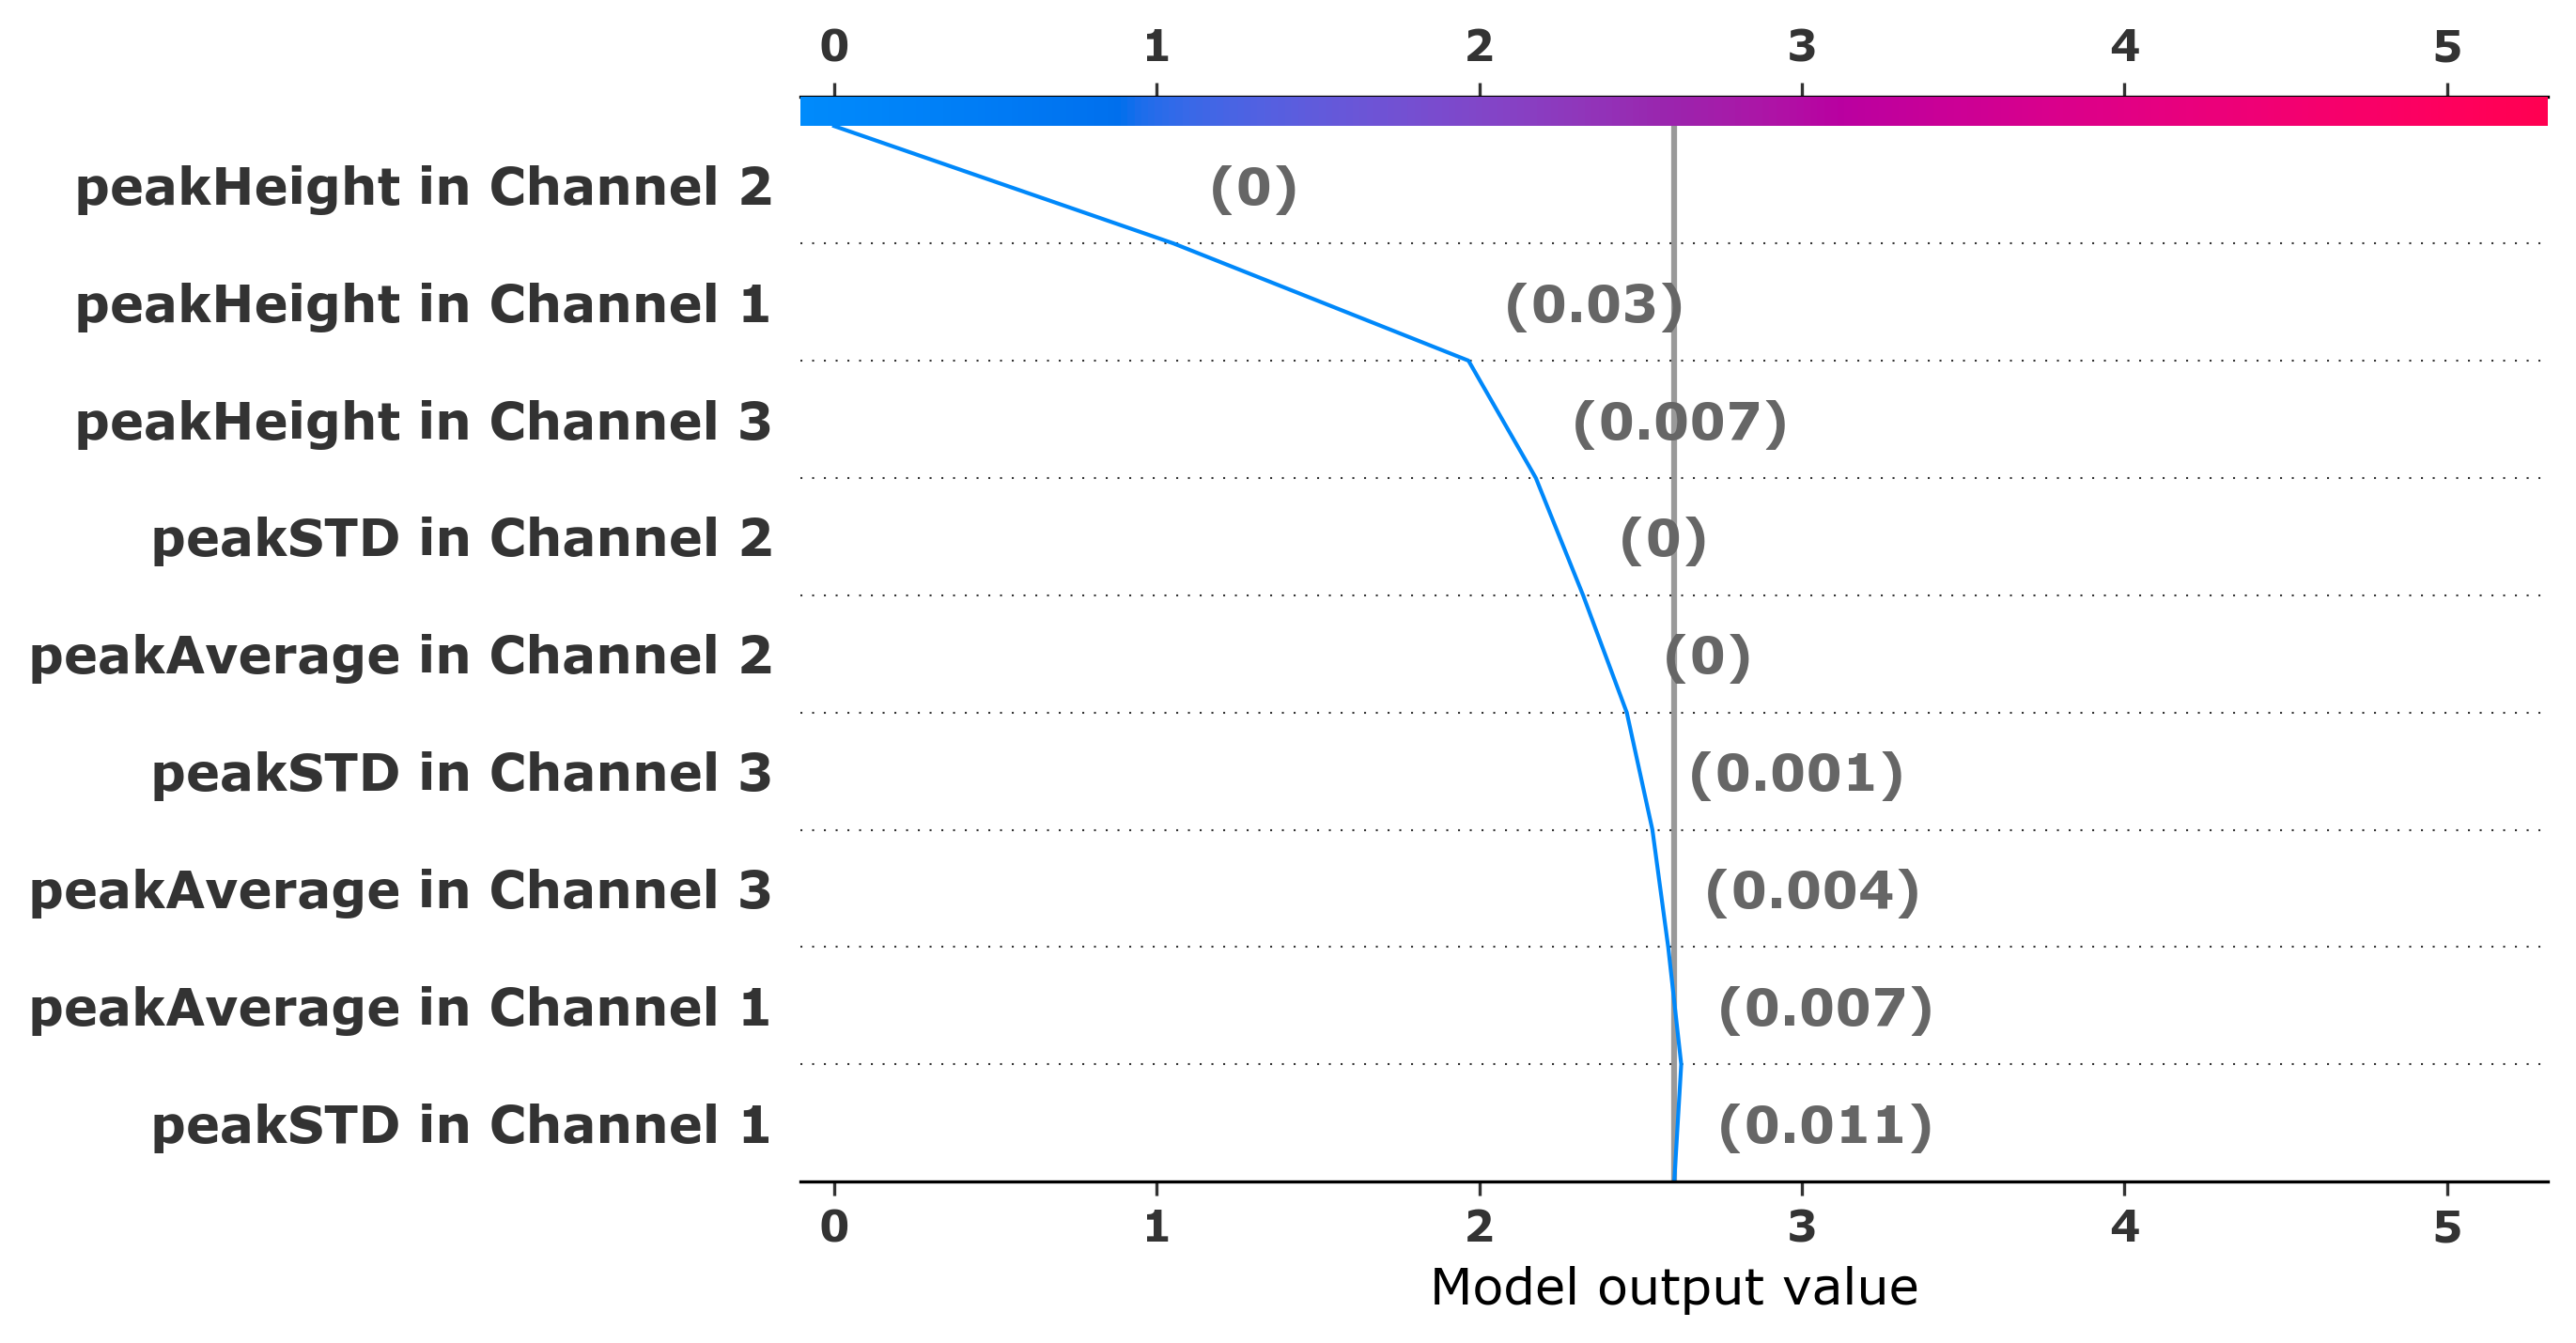 0 1 2 3 4 5
peakHeight in Channel 2 (0)
peakHeight in Channel 1 (0.03)
peakHeight in Channel 3 (0.007)
peakSTD in Channel 2 (0)
peakAverage in Channel 2 (0)
peakSTD in Channel 3 (0.001)
peakAverage in Channel 3 (0.004)
peakAverage in Channel 1 (0.007)
peakSTD in Channel 1 (0.011)
0 1 2 3 4 5
Model output value